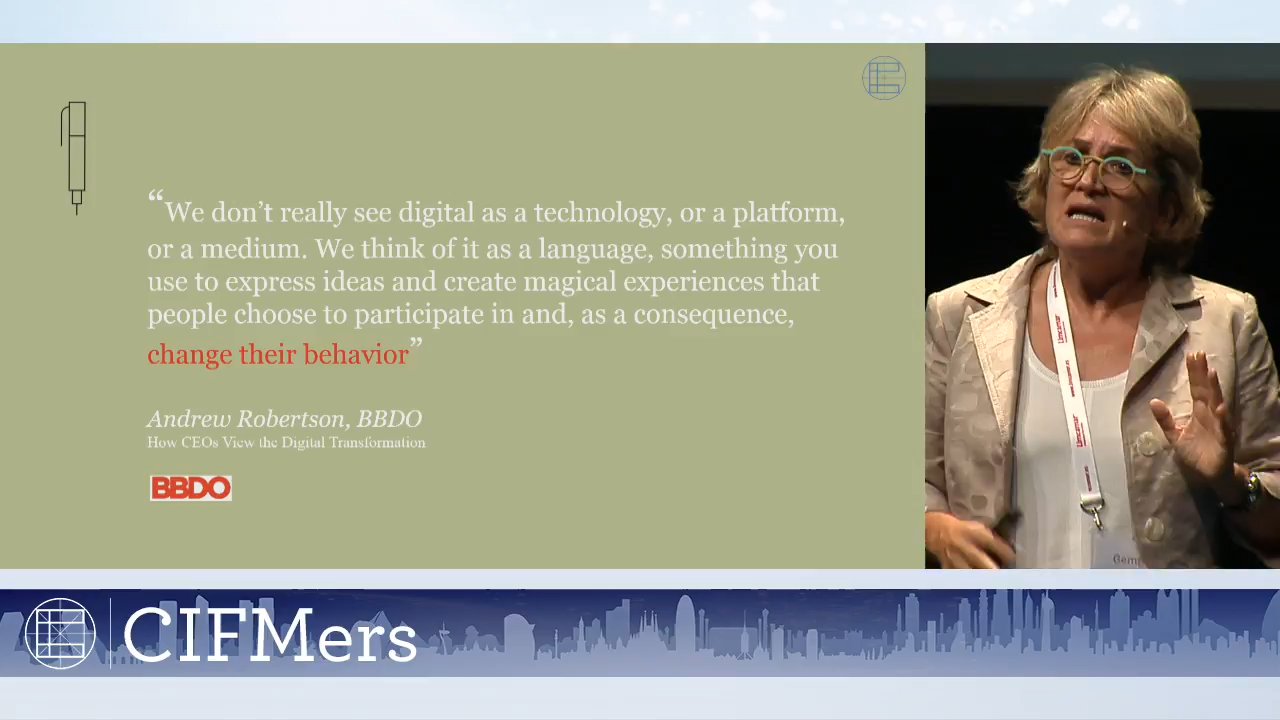 “We don’t really see digital as a technology, or a platform,
or a medium. We think of it as a language, something you
use to express ideas and create magical experiences that
people choose to participate in and, as a consequence,
change their behavior”
Andrew Robertson, BBDO
How CEOs View the Digital Transformation
BBDO
CIFMers